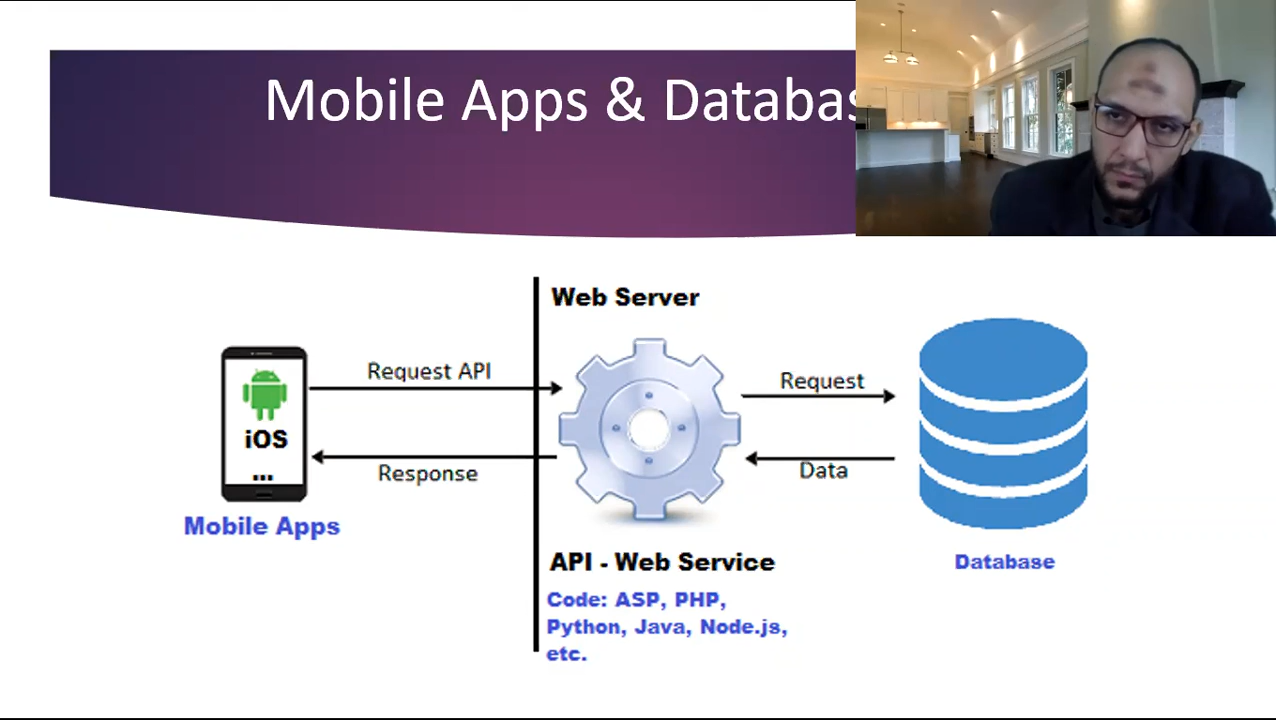 Mobile Apps & Databas
Web Server
Request API
Request
iOS
...
Response
Data
Mobile Apps
API - Web Service
Database
Code: ASP, PHP,
Python, Java, Node.js,
etc.